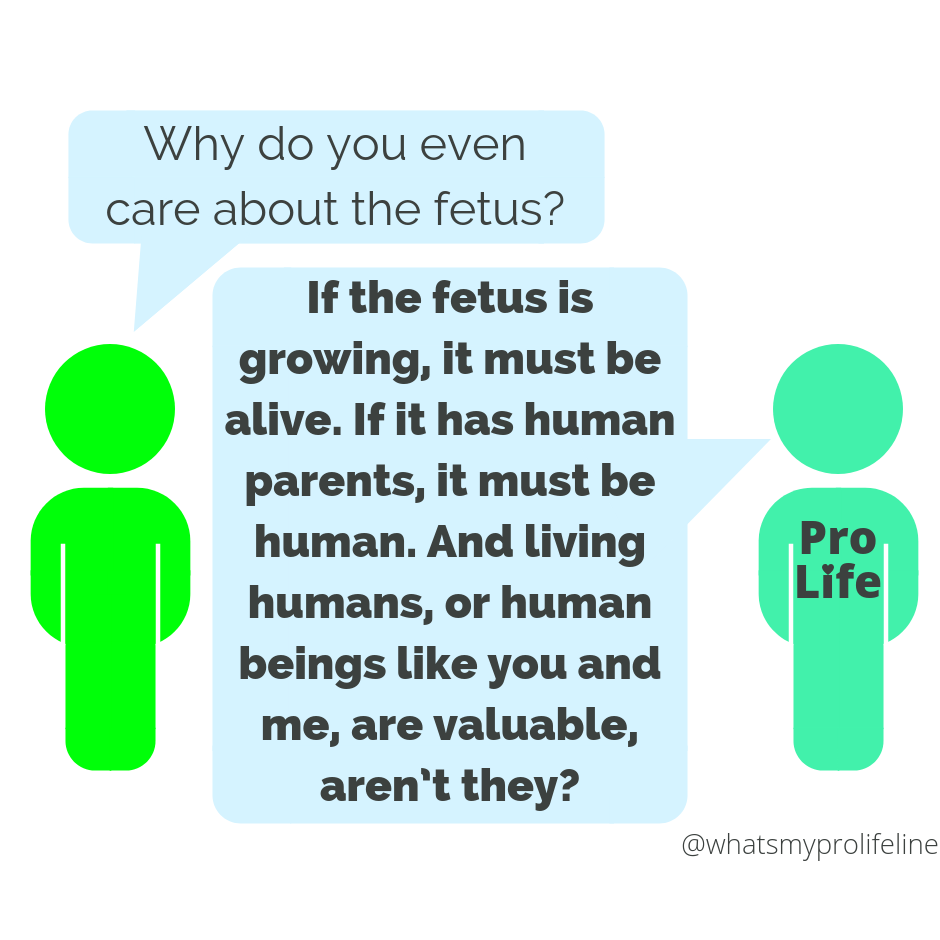 Why do you even
care about the fetus?
If the fetus is
growing, it must be
alive. If it has human
parents, it must be
human. And living
humans, or human
beings like you and
me, are valuable,
aren’t they?
Pro
Life
@whatsmyprolifeline